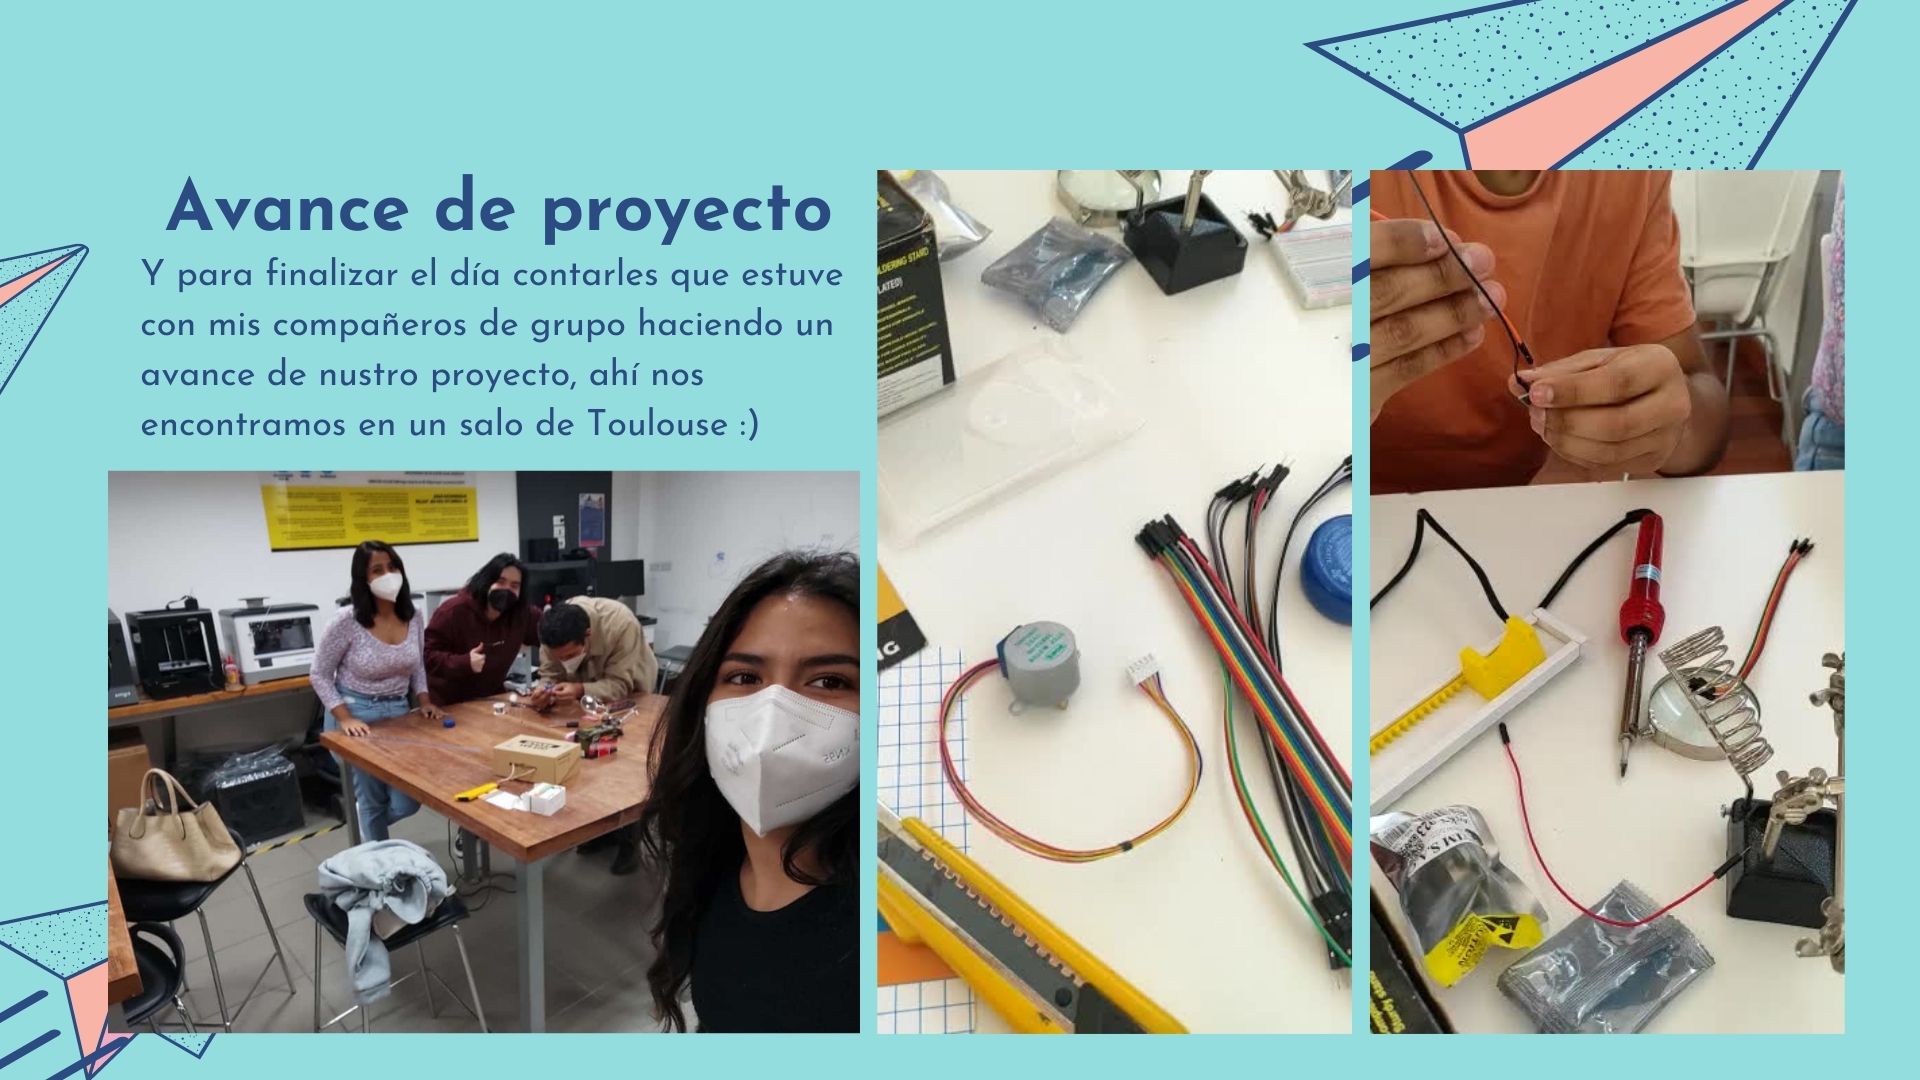 Avance de proyecto
Y para finalizar el día contarles que estuve
con mis compañeros de grupo haciendo un
avance de nustro proyecto, ahí nos
encontramos en un salo de Toulouse :)
KN95